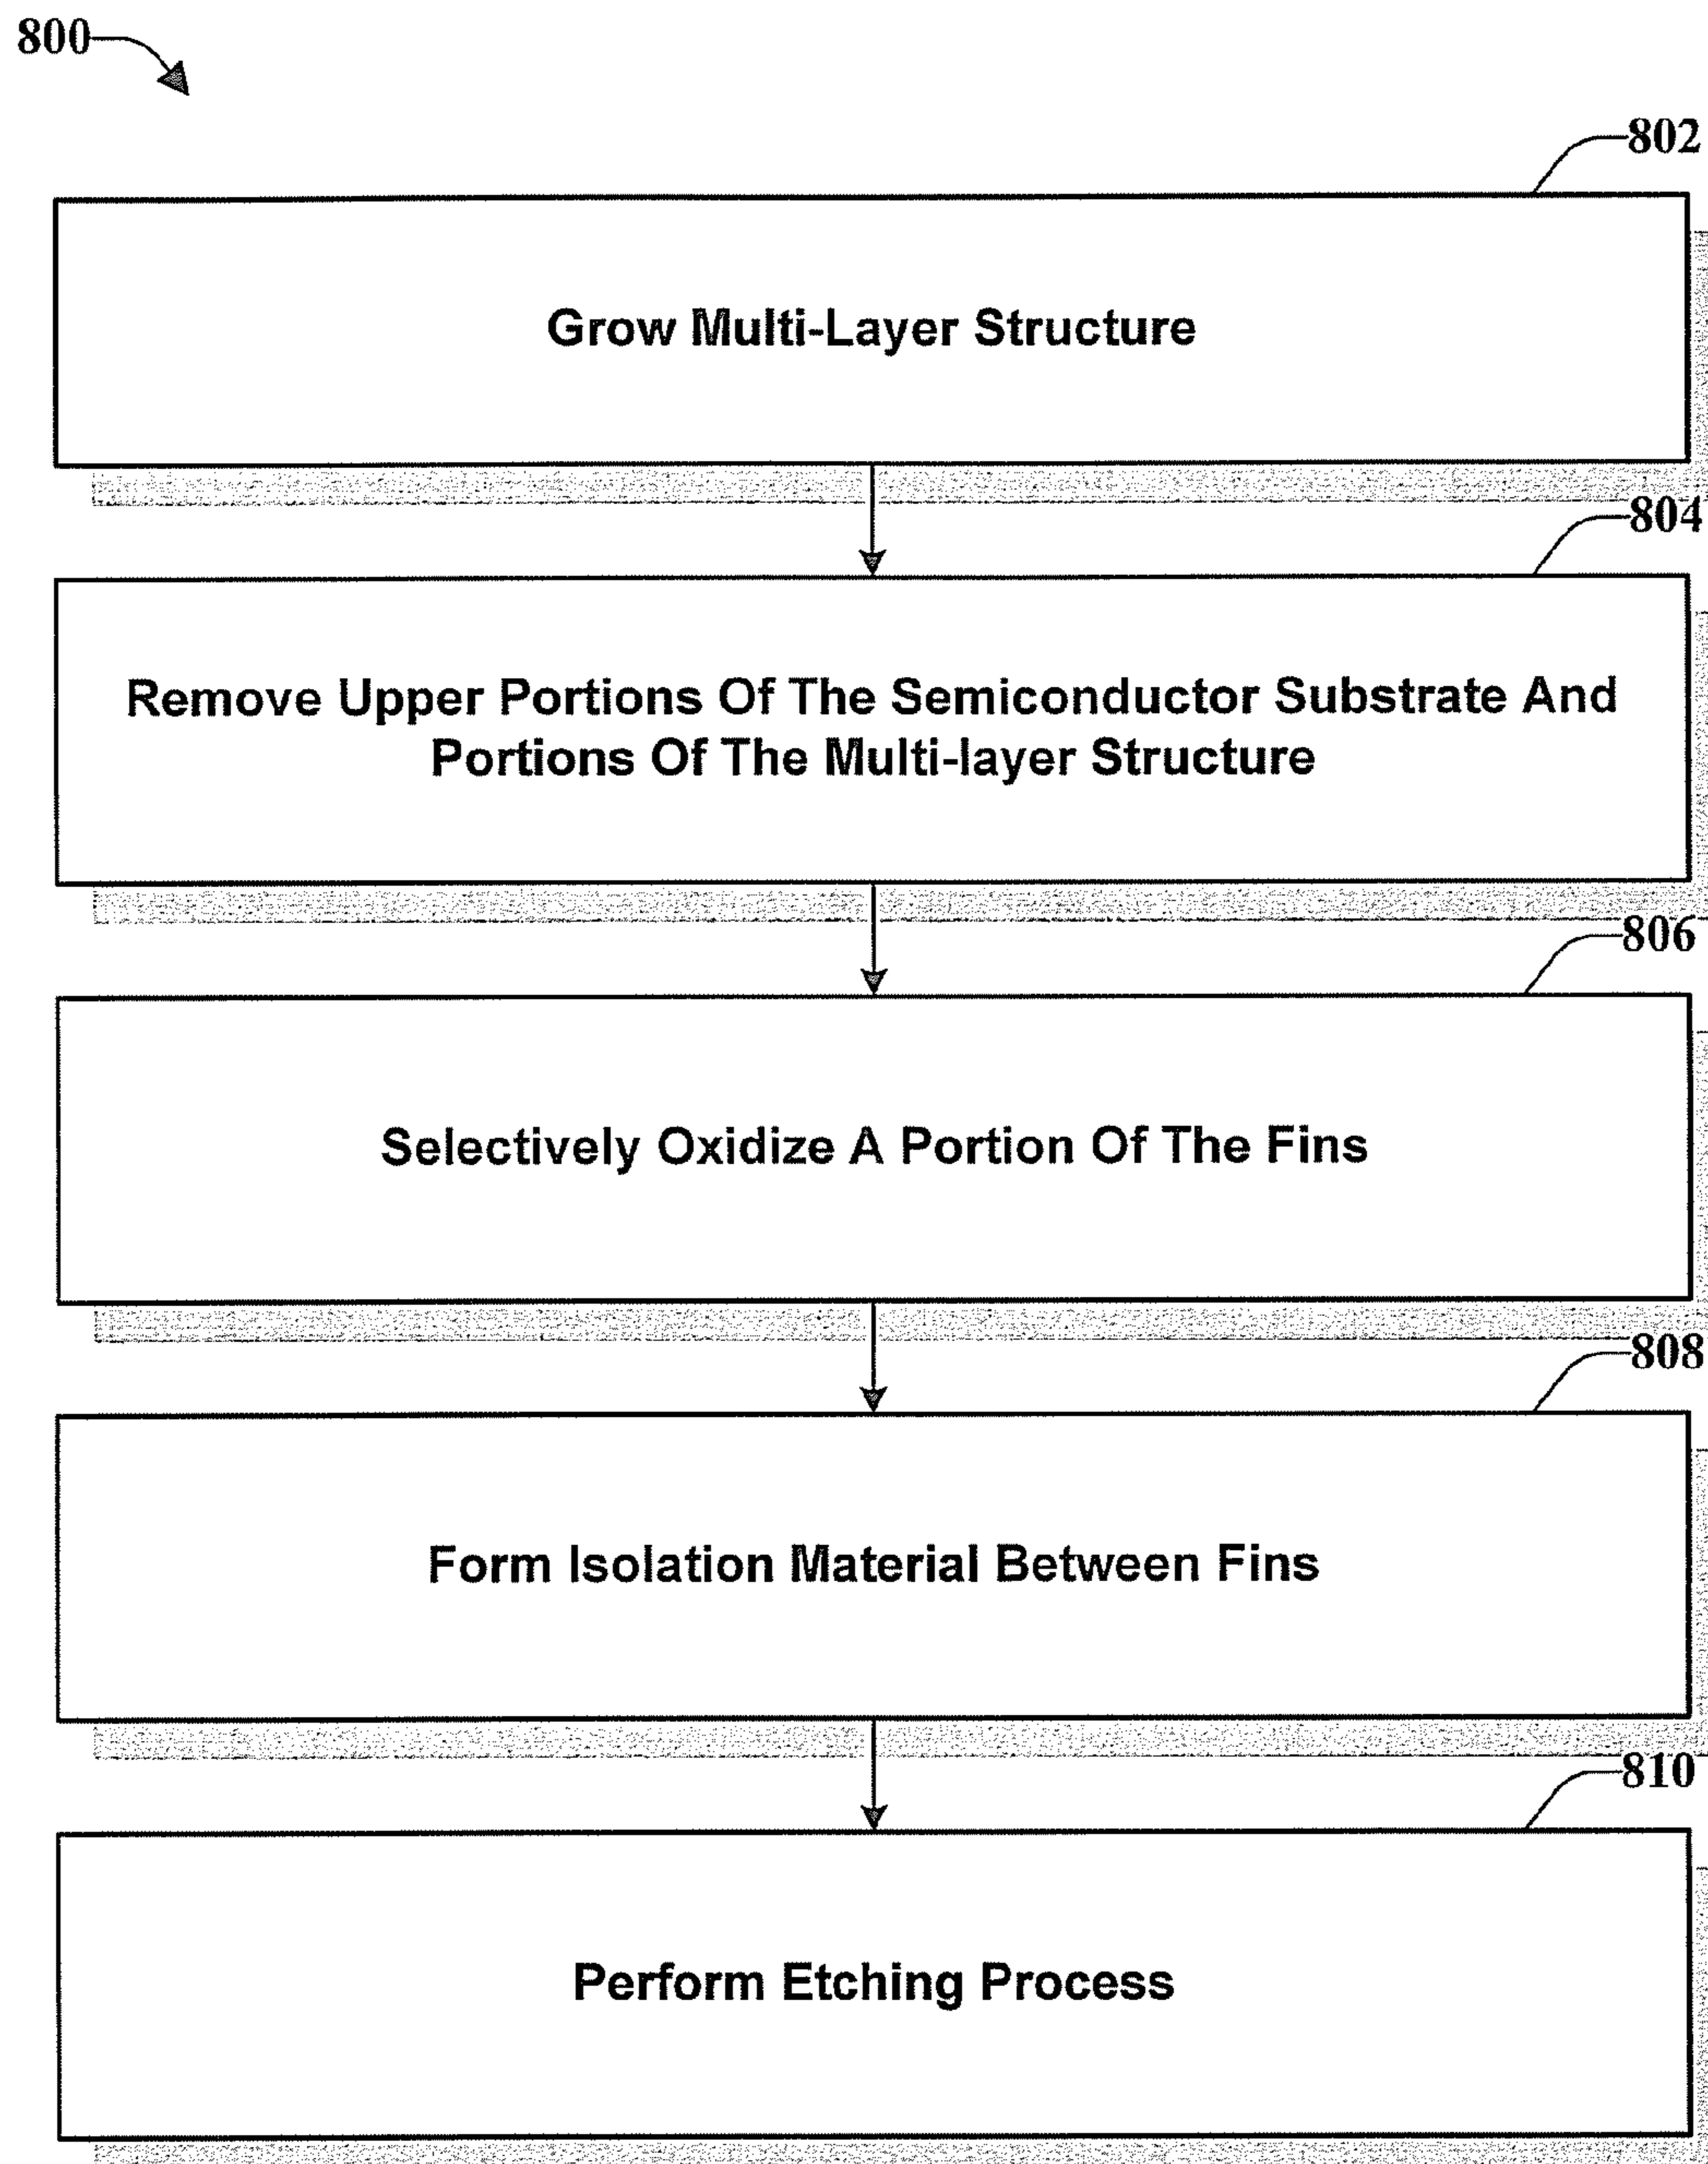 800
802
Grow Multi-Layer Structure
804
Remove Upper Portions Of The Semiconductor Substrate And
Portions Of The Multi-layer Structure
806
Selectively Oxidize A Portion Of The Fins
808
Form Isolation Material Between Fins
810
Perform Etching Process